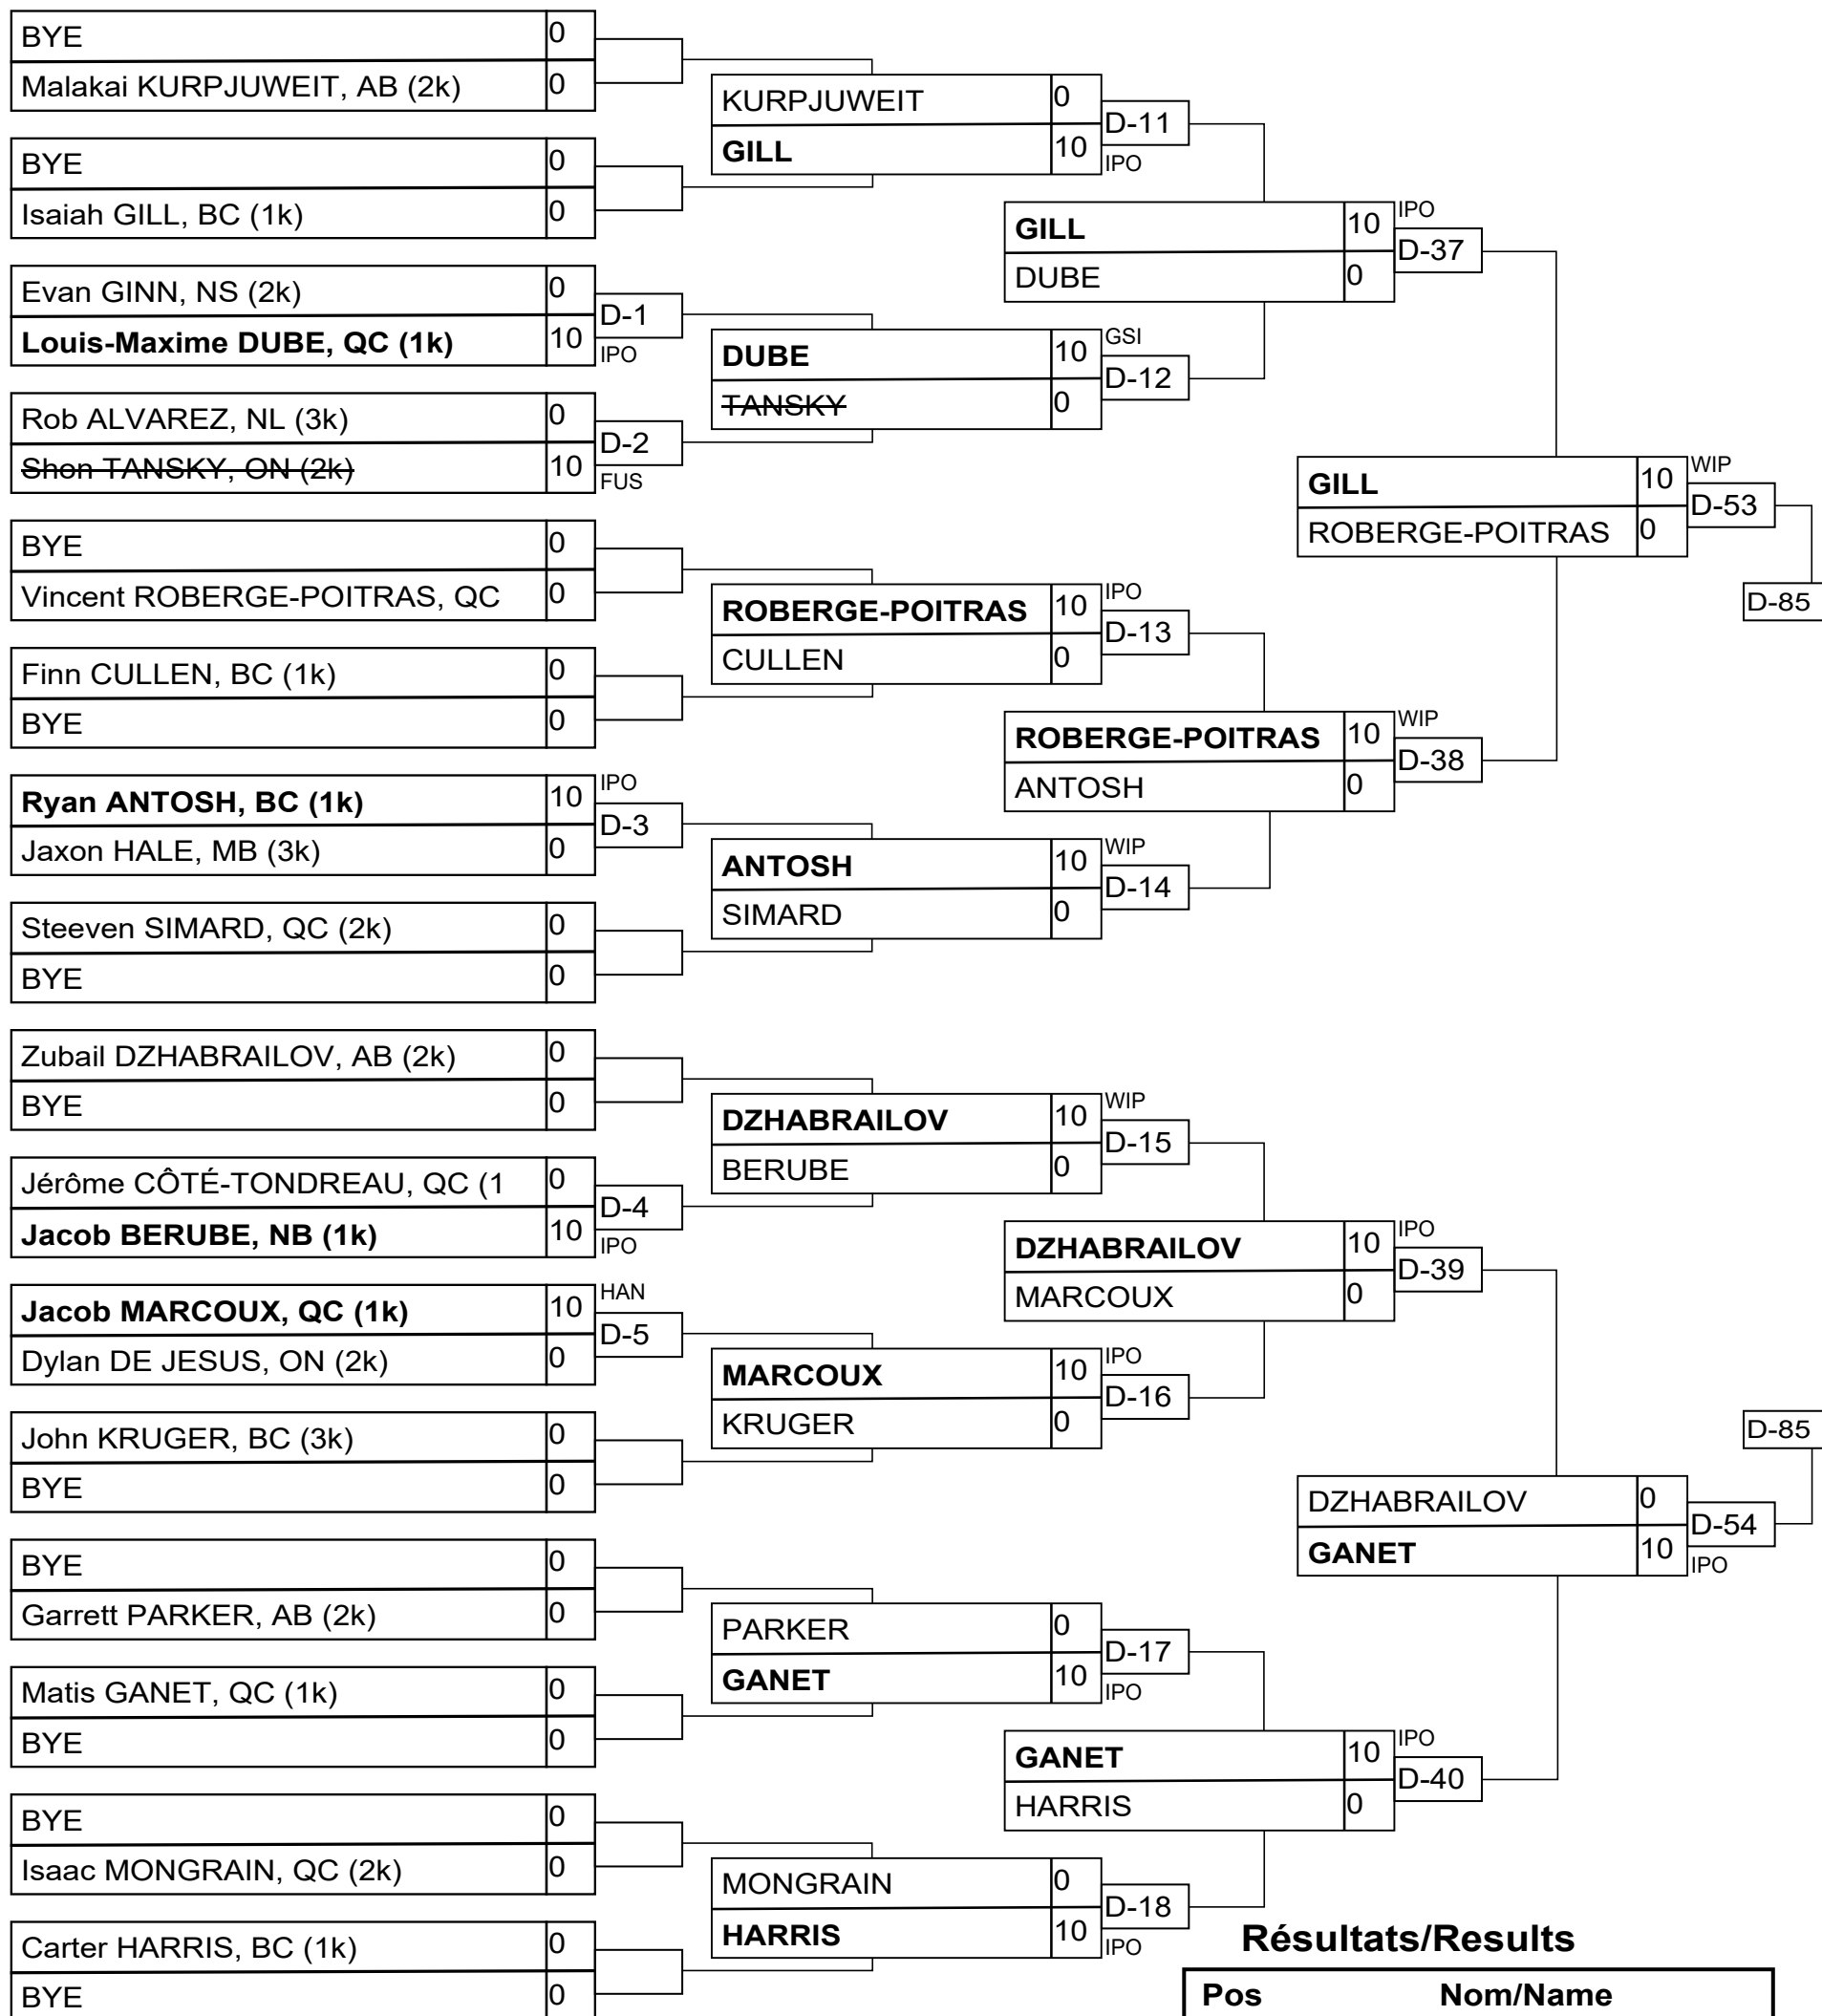 BYE 0
Malakai KURPJUWEIT, AB (2k) 0
BYE 0
Isaiah GILL, BC (1k) 0
Evan GINN, NS (2k) 0
D-1
Louis-Maxime DUBE, QC (1k) 10
IPO
Rob ALVAREZ, NL (3k) 0
D-2
Shon TANSKY, ON (2k) 10
FUS
BYE 0
Vincent ROBERGE-POITRAS, QC 0
Finn CULLEN, BC (1k) 0
BYE 0
Ryan ANTOSH, BC (1k) 10 IPO
D-3
Jaxon HALE, MB (3k) 0
Steeven SIMARD, QC (2k) 0
BYE 0
Zubail DZHABRAILOV, AB (2k) 0
BYE 0
Jérôme CÔTÉ-TONDREAU, QC (1 0
D-4
Jacob BERUBE, NB (1k) 10
IPO
Jacob MARCOUX, QC (1k) 10 HAN
D-5
Dylan DE JESUS, ON (2k) 0
John KRUGER, BC (3k) 0
BYE 0
BYE 0
Garrett PARKER, AB (2k) 0
Matis GANET, QC (1k) 0
BYE 0
BYE 0
Isaac MONGRAIN, QC (2k) 0
Carter HARRIS, BC (1k) 0
BYE 0
KURPJUWEIT 0
D-11
GILL 10
IPO
DUBE 10 GSI
D-12
TANSKY 0
ROBERGE-POITRAS 10 IPO
D-13
CULLEN 0
ANTOSH 10 WIP
D-14
SIMARD 0
DZHABRAILOV 10 WIP
D-15
BERUBE 0
MARCOUX 10 IPO
D-16
KRUGER 0
PARKER 0
D-17
GANET 10
IPO
MONGRAIN 0
D-18
HARRIS 10
IPO
GILL 10 IPO
D-37
DUBE 0
ROBERGE-POITRAS 10 WIP
D-38
ANTOSH 0
DZHABRAILOV 10 IPO
D-39
MARCOUX 0
GANET 10 IPO
D-40
HARRIS 0
GILL 10 WIP
D-53
ROBERGE-POITRAS 0
D-85
D-85
DZHABRAILOV 0
D-54
GANET 10
IPO
Résultats/Results
Pos Nom/Name